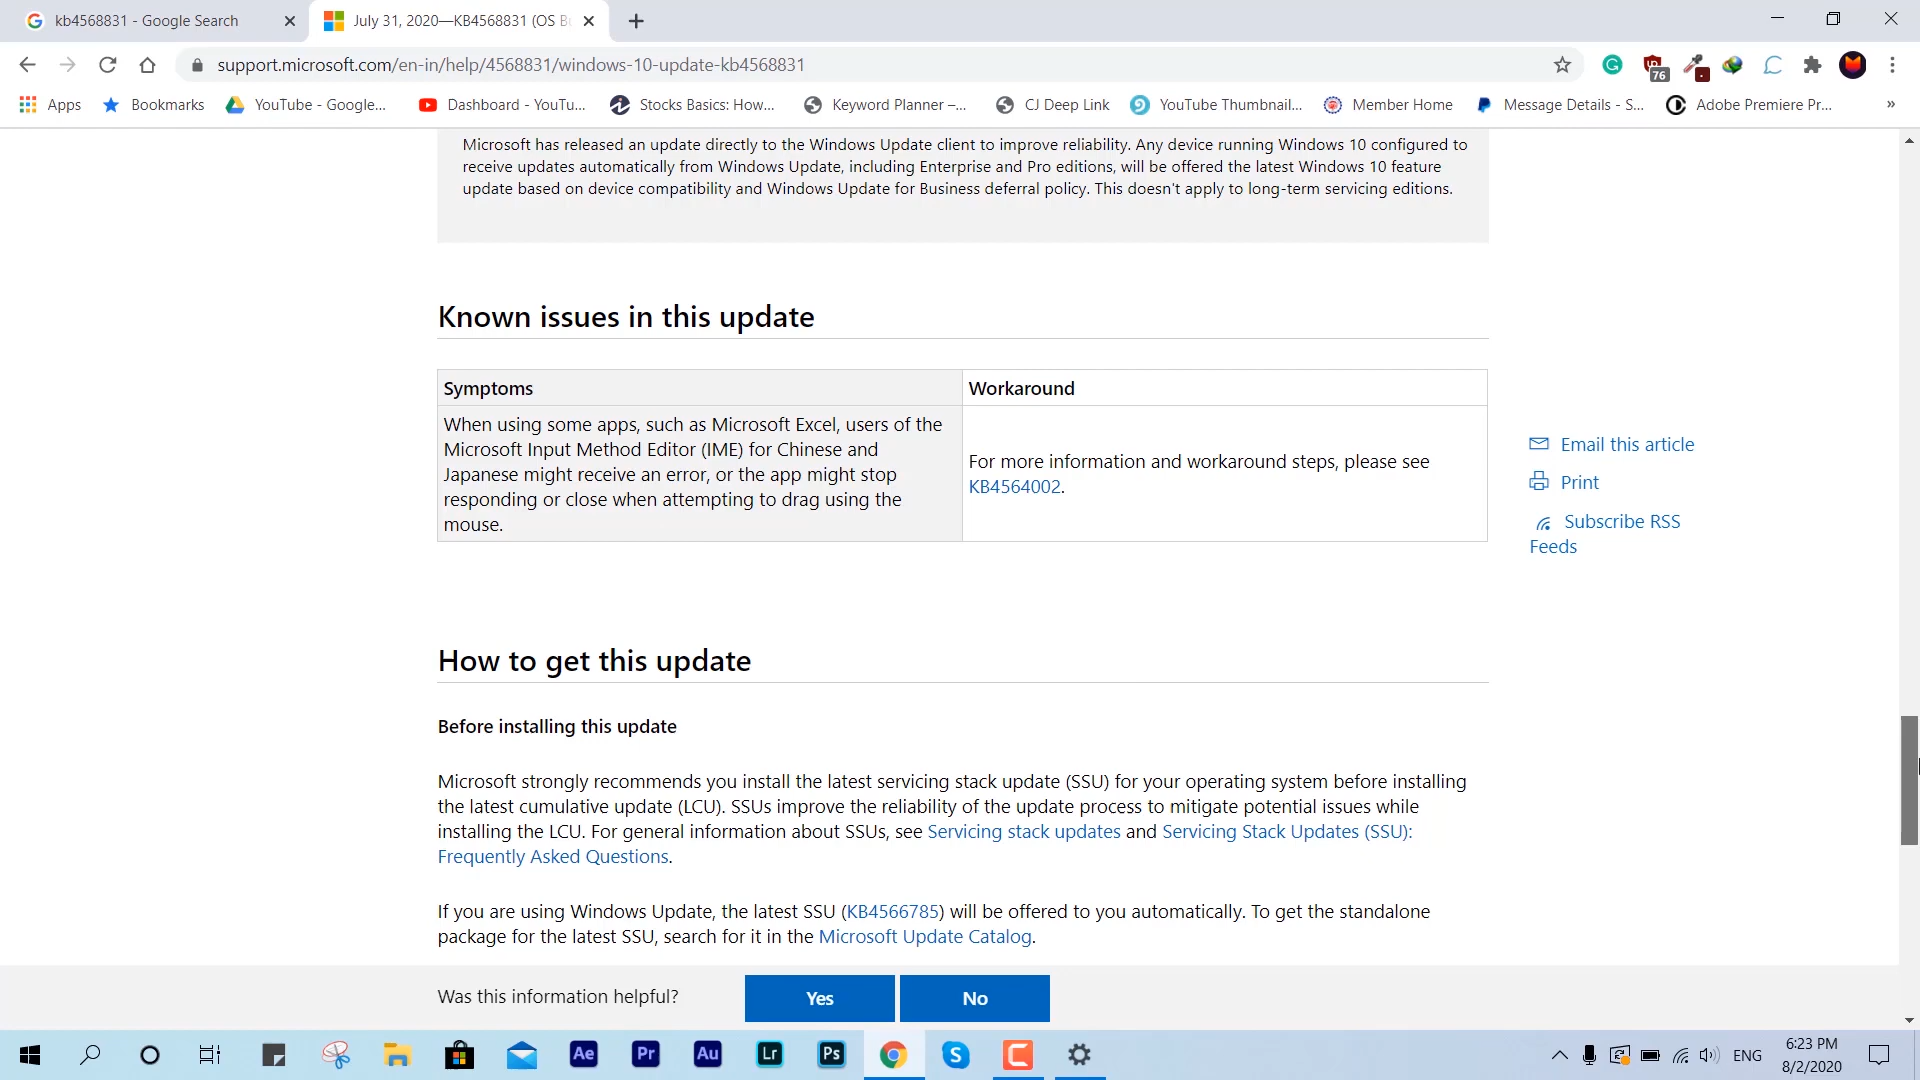 kb4568831 - Google Search
July 31, 2020—KB4568831 (OS B
support.microsoft.com/en-in/help/4568831/windows-10-update-kb4568831
76
Apps
Bookmarks
YouTube - Google...
Dashboard - YouTu...
Stocks Basics: How...
Keyword Planner –...
CJ Deep Link
YouTube Thumbnail...
Member Home
Message Details - S...
Adobe Premiere Pr...
»
Microsoft has released an update directly to the Windows Update client to improve reliability. Any device running Windows 10 configured to
receive updates automatically from Windows Update, including Enterprise and Pro editions, will be offered the latest Windows 10 feature
update based on device compatibility and Windows Update for Business deferral policy. This doesn't apply to long-term servicing editions.
Known issues in this update
Symptoms
Workaround
When using some apps, such as Microsoft Excel, users of the
Microsoft Input Method Editor (IME) for Chinese and
Japanese might receive an error, or the app might stop
responding or close when attempting to drag using the
mouse.
For more information and workaround steps, please see
KB4564002.
Email this article
Print
Subscribe RSS
Feeds
How to get this update
Before installing this update
Microsoft strongly recommends you install the latest servicing stack update (SSU) for your operating system before installing
the latest cumulative update (LCU). SSUs improve the reliability of the update process to mitigate potential issues while
installing the LCU. For general information about SSUs, see Servicing stack updates and Servicing Stack Updates (SSU):
Frequently Asked Questions.
If you are using Windows Update, the latest SSU (KB4566785) will be offered to you automatically. To get the standalone
package for the latest SSU, search for it in the Microsoft Update Catalog.
Was this information helpful?
Yes
No
Ae
Pr
Au
Lr
Ps
ENG
6:23 PM
8/2/2020